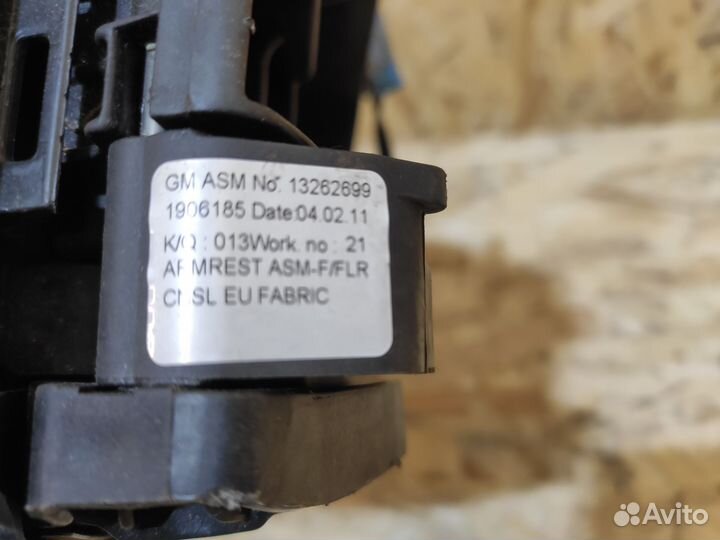 GM ASM No. 13262699
1906185 Date:04.02.11
K/Q : 013Work. no : 21
ARMREST ASM-F/FLR
CNSL EU FABRIC
Avito